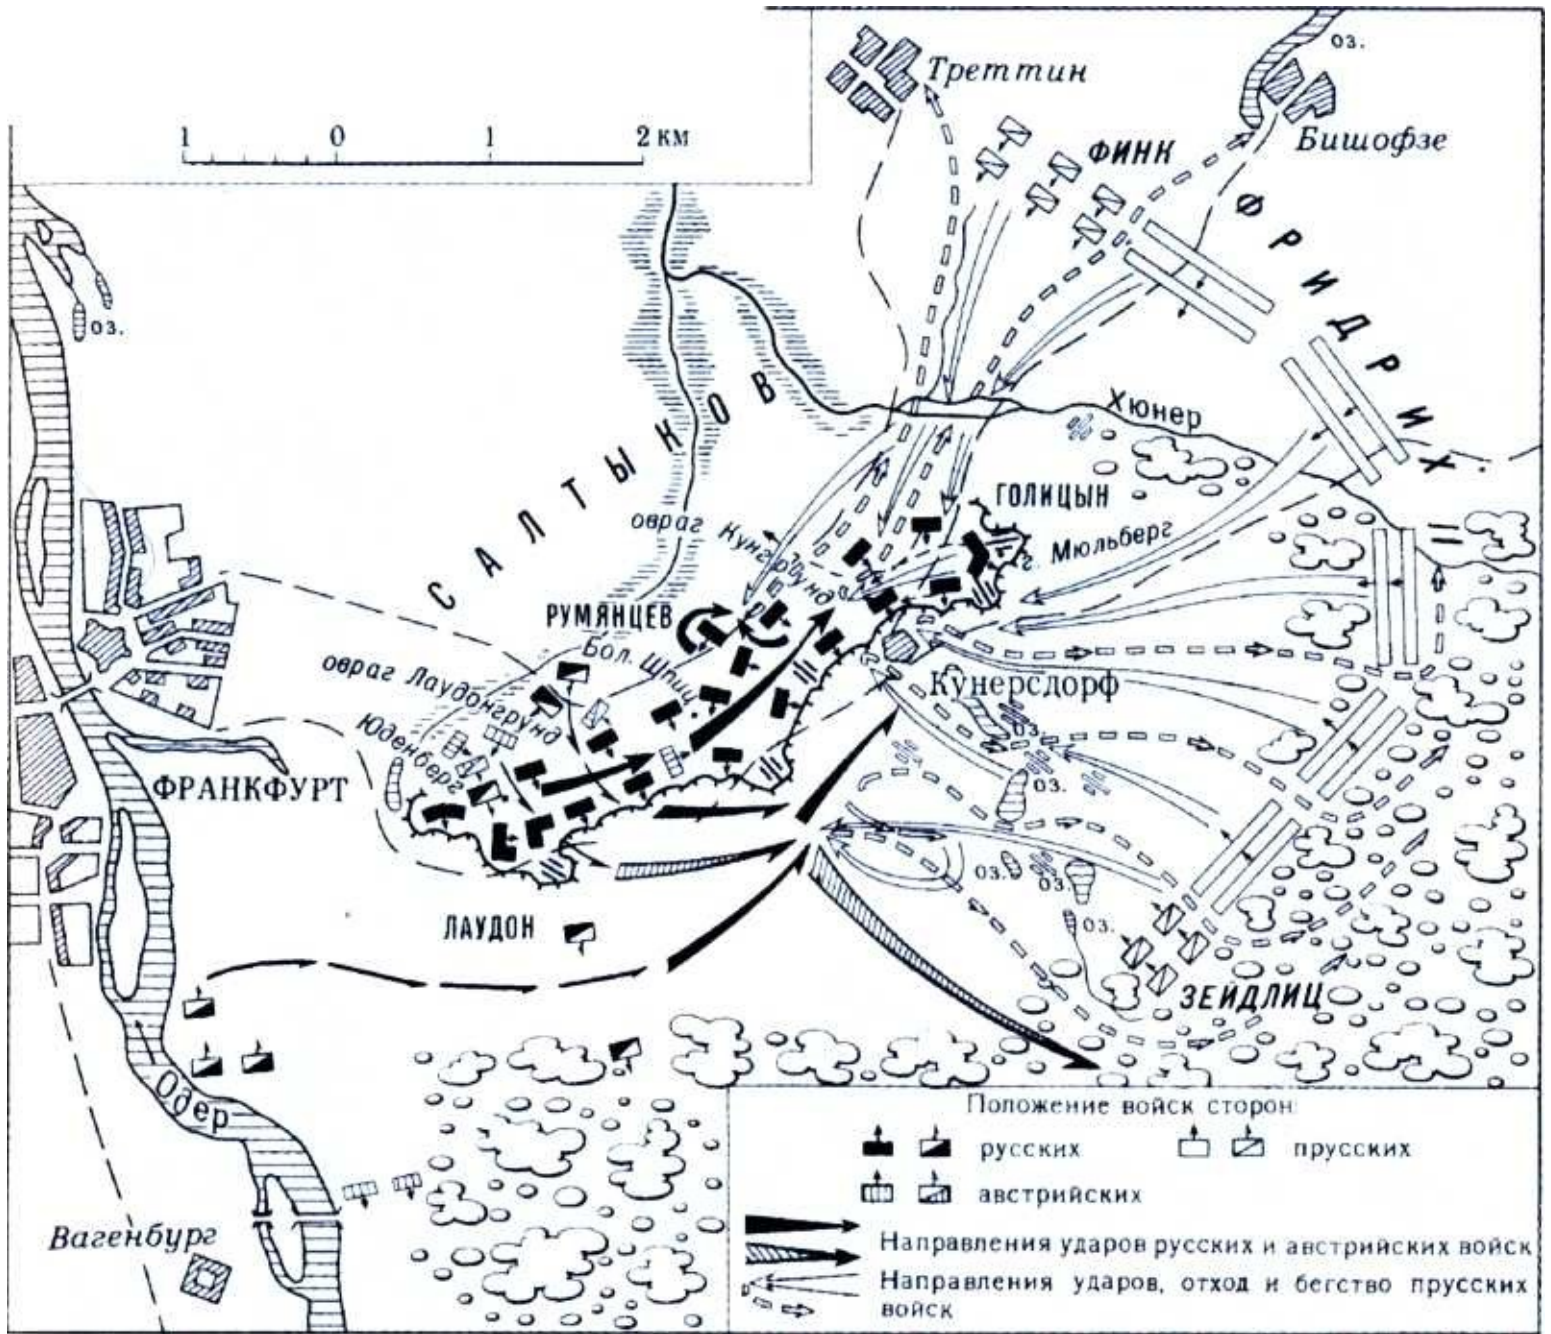 1 0 1 2 км
Треттин
оз.
Бишофзе
ФИНК
ФРИДРИХ II
оз.
САЛТЫКОВ
Хюнер
ГОЛИЦЫН
г. Мюльберг
овраг Кунгрунд
РУМЯНЦЕВ
Бол. Шпиц
овраг Лаудонгрунд
Юденберг
Кунерсдорф
оз.
оз.
оз.
оз.
оз.
ФРАНКФУРТ
ЛАУДОН
ЗЕЙДЛИЦ
Одер
Вагенбург
Положение войск сторон:
русских
прусских
австрийских
Направления ударов русских и австрийских войск
Направления ударов, отход и бегство прусских
войск